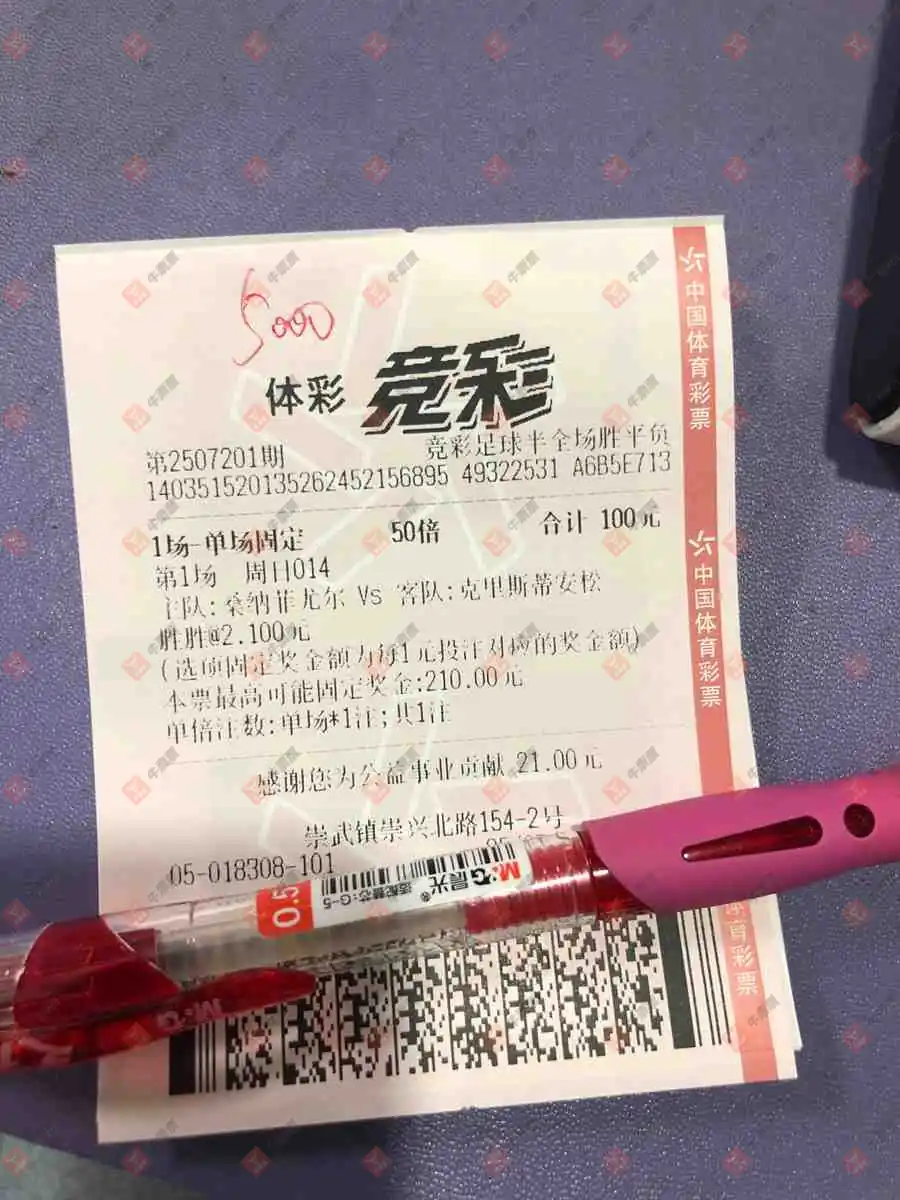 5000
体彩 竞彩
第2507201期 竞彩足球半全场胜平负
140351520135262452156895 49322531 A6B5E713
1场-单场固定 50倍 合计 100元
第1场 周日014
主队:桑纳菲尤尔 Vs 客队:克里斯蒂安松
胜胜@2.100元
(选项固定奖金额为每1元投注对应的奖金额)
本票最高可能固定奖金:210.00元
单倍注数:单场*1注;共1注
感谢您为公益事业贡献 21.00元
崇武镇崇兴北路154-2号
05-018308-101
中国体育彩票
中国体育彩票
M&G 晨光®
适配替芯:G-5
0.5
M&G
牛票票